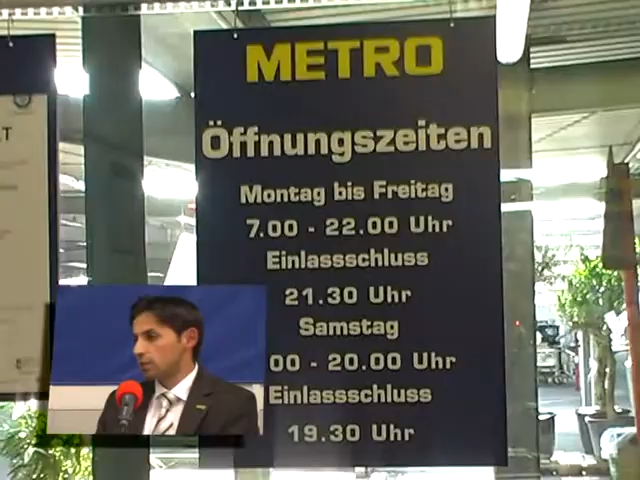 METRO
Öffnungszeiten
Montag bis Freitag
7.00 - 22.00 Uhr
Einlassschluss
21.30 Uhr
Samstag
00 - 20.00 Uhr
Einlassschluss
19.30 Uhr